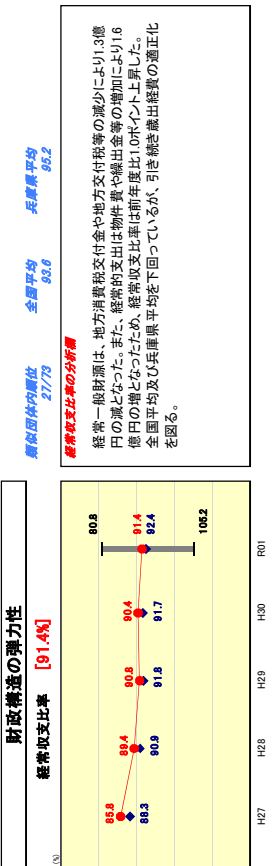 財政構造の弾力性
経常収支比率 [91.4%]
(%)
85.8
88.3
89.4
90.9
90.8
91.8
90.4
91.7
80.8
91.4
92.4
105.2
H27
H28
H29
H30
R01
類似団体内順位
27/73
全国平均
93.6
兵庫県平均
95.2
経常収支比率の分析欄
経常一般財源は、地方消費税交付金や地方交付税等の減少により1.3億
円の減となった。また、経常的支出は物件費や繰出金等の増加により1.6
億円の増となったため、経常収支比率は前年度比1.0ポイント上昇した。
全国平均及び兵庫県平均を下回っているが、引き続き歳出経費の適正化
を図る。